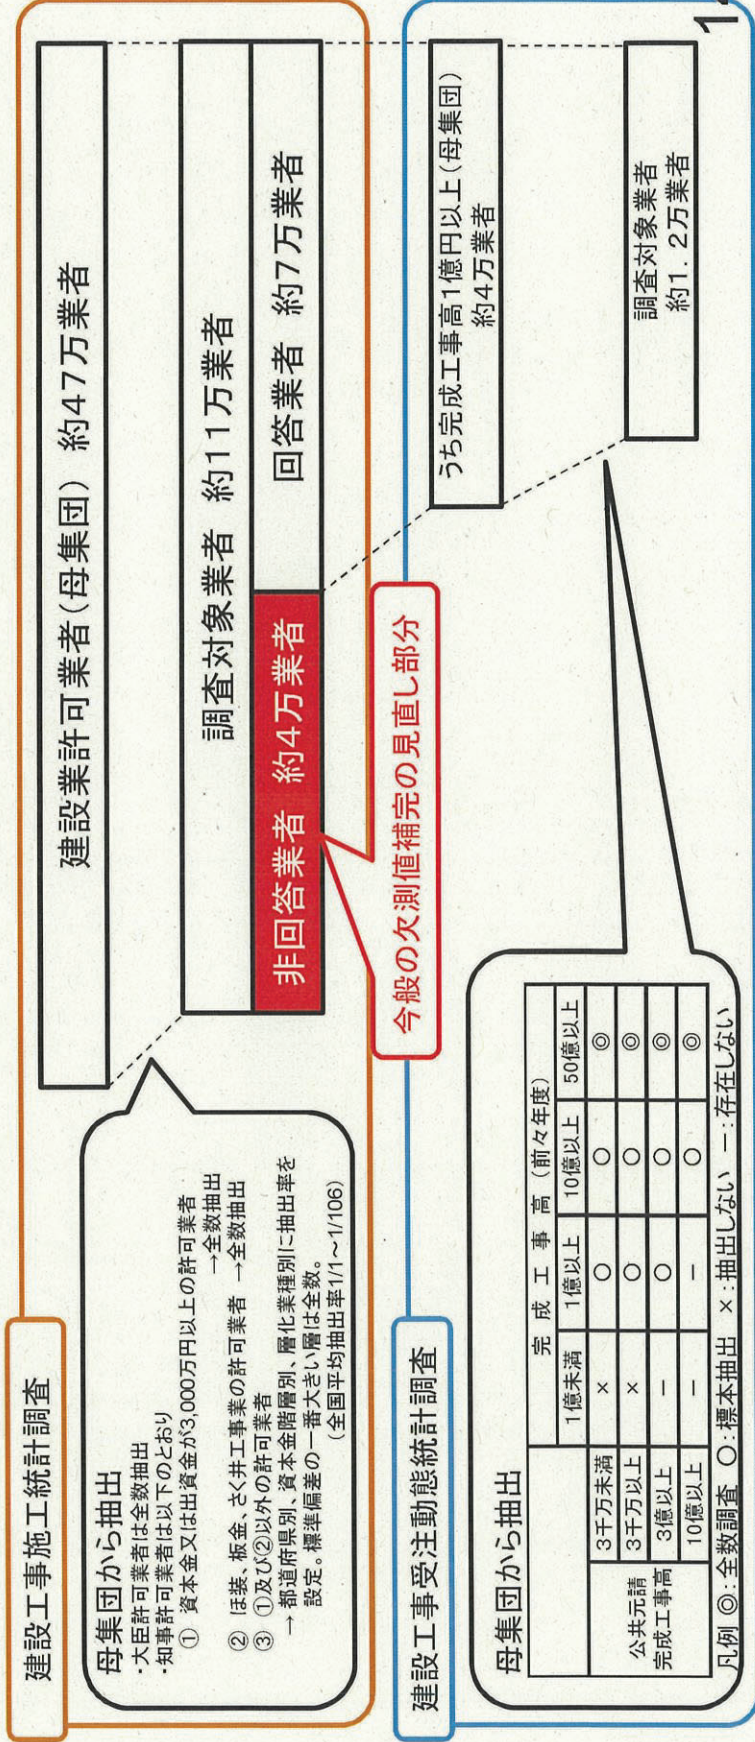 建設工事施工統計調査
母集団から抽出
・大臣許可業者は全数抽出
・知事許可業者は以下のとおり
① 資本金又は出資金が3,000万円以上の許可業者
→全数抽出
② ほ装、板金、さく井工事業の許可業者 →全数抽出
③ ①及び②以外の許可業者
→ 都道府県別、資本金階層別、層化業種別に抽出率を
設定。標準偏差の一番大きい層は全数。
(全国平均抽出率1/1～1/106)
建設業許可業者(母集団) 約47万業者
調査対象業者 約11万業者
非回答業者 約4万業者
回答業者 約7万業者
今般の欠測値補完の見直し部分
建設工事受注動態統計調査
母集団から抽出
完 成 工 事 高 (前々年度)
1億未満 1億以上 10億以上 50億以上
公共元請
完成工事高
3千万未満 × ○ ○ ◎
3千万以上 × ○ ○ ◎
3億以上 － ○ ○ ◎
10億以上 － － ○ ◎
凡例 ◎:全数調査 ○:標本抽出 ×:抽出しない －:存在しない
うち完成工事高1億円以上(母集団)
約4万業者
調査対象業者
約1.2万業者